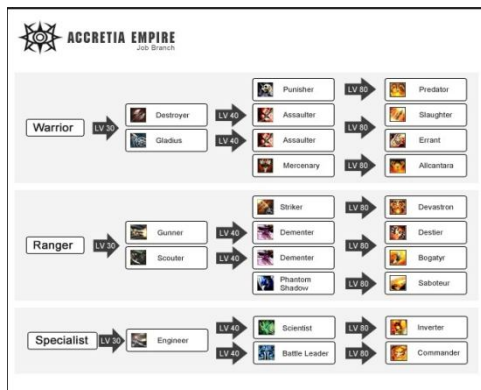 ACCRETIA EMPIRE
Job Branch
Punisher LV 80 Predator
Destroyer LV 40 Assaulter Slaughter
Warrior LV 30 LV 80
Gladius LV 40 Assaulter Errant
Mercenary LV 80 Allcantara
Striker LV 80 Devastron
Gunner LV 40 Dementer Destier
Ranger LV 30 LV 80
Scouter LV 40 Dementer Bogatyr
Phantom
Shadow LV 80 Saboteur
LV 40 Scientist LV 80 Inverter
Specialist LV 30 Engineer
LV 40 Battle Leader LV 80 Commander